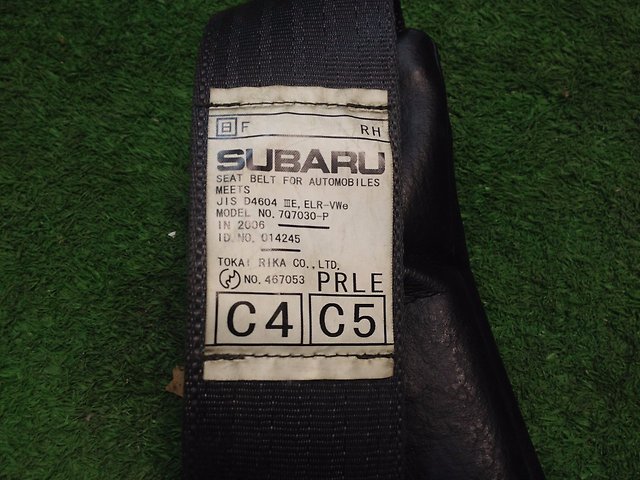 日 F RH
SUBARU
SEAT BELT FOR AUTOMOBILES
MEETS
JIS D4604 ⅢE, ELR-VWe
MODEL NO. 7Q7030-P
IN 2006
ID. NO. 014245
TOKAI RIKA CO., LTD.
NO. 467053 PRLE
C4 C5